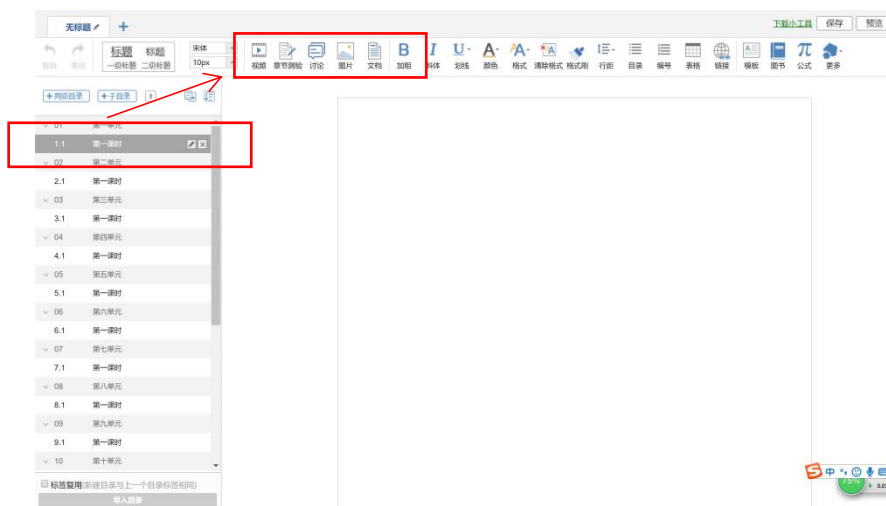 无标题 + 下载小工具 保存 预览
撤销 重做 标题 标题 宋体
一级标题 二级标题 10px
视频 章节测验 讨论 图片 文档 加粗 斜体 划线 颜色 格式 清除格式 格式刷 行距 目录 编号 表格 链接 模板 图书 公式 更多
+同级目录 +子目录
01 第一单元
1.1 第一课时
02 第二单元
2.1 第一课时
03 第三单元
3.1 第一课时
04 第四单元
4.1 第一课时
05 第五单元
5.1 第一课时
06 第六单元
6.1 第一课时
07 第七单元
7.1 第一课时
08 第八单元
8.1 第一课时
09 第九单元
9.1 第一课时
10 第十单元
中
75%
标签复用(新建目录与上一个目录标签相同)
导入目录